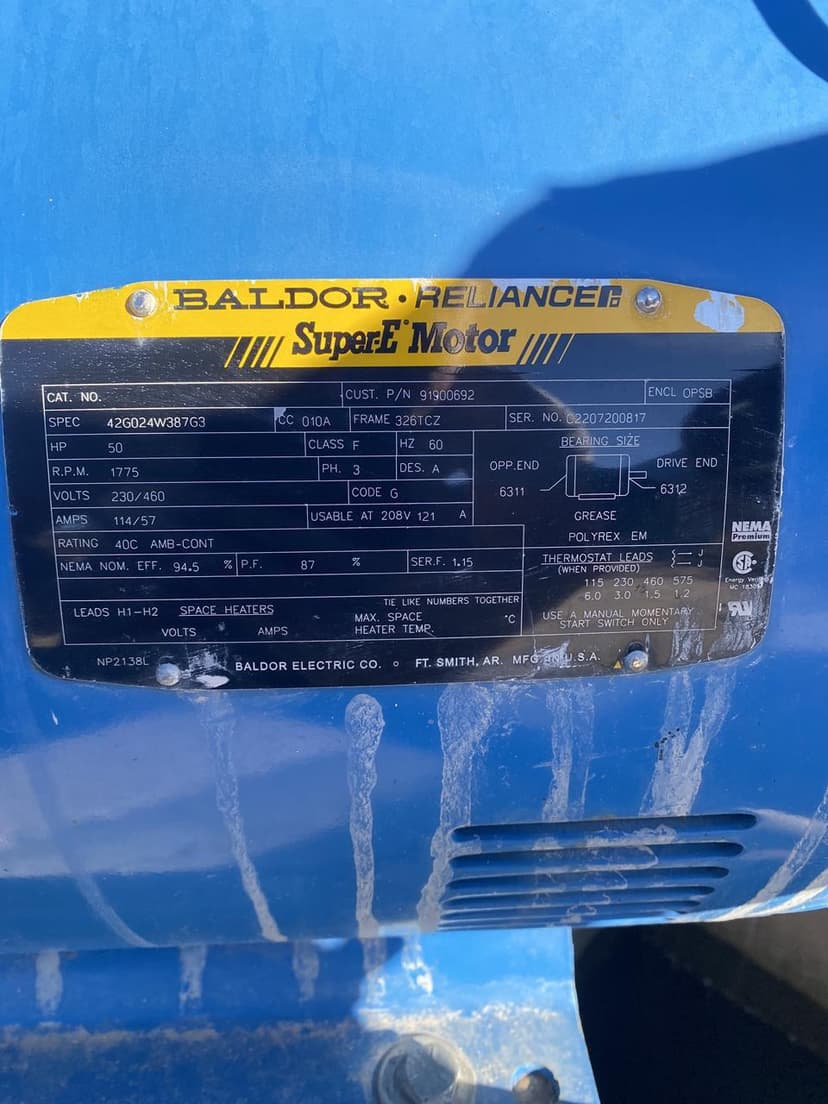 BALDOR · RELIANCE
Super-E Motor
CAT. NO. CUST. P/N 91900692 ENCL OPSB
SPEC 42G024W387G3 CC 010A FRAME 326TCZ SER. NO. C2207200817
HP 50 CLASS F HZ 60 BEARING SIZE
R.P.M. 1775 PH. 3 DES. A OPP.END DRIVE END
VOLTS 230/460 CODE G 6311 6312
AMPS 114/57 USABLE AT 208V 121 A GREASE
RATING 40C AMB-CONT POLYREX EM
NEMA NOM. EFF. 94.5 % P.F. 87 % SER.F. 1.15 THERMOSTAT LEADS J
(WHEN PROVIDED) J
115 230 460 575
6.0 3.0 1.5 1.2
TIE LIKE NUMBERS TOGETHER
LEADS H1-H2 SPACE HEATERS MAX. SPACE °C USE A MANUAL MOMENTARY
VOLTS AMPS HEATER TEMP. START SWITCH ONLY
NEMA
Premium
Energy
NP2138L BALDOR ELECTRIC CO. ○ FT. SMITH, AR. MFG IN U.S.A.